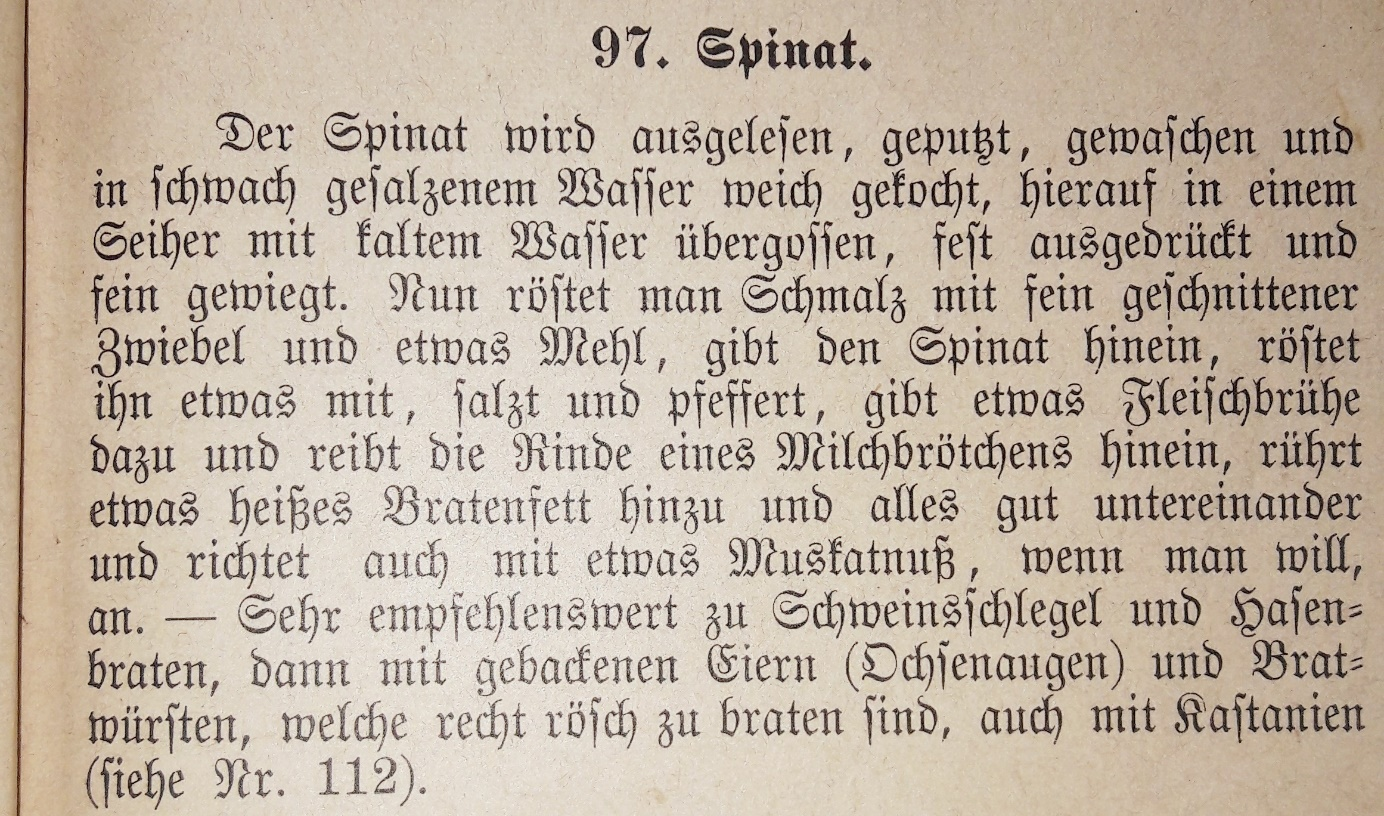 97. Spinat.
Der Spinat wird ausgelesen, geputzt, gewaschen und
in schwach gesalzenem Wasser weich gekocht, hierauf in einem
Seiher mit kaltem Wasser übergossen, fest ausgedrückt und
fein gewiegt. Nun röstet man Schmalz mit fein geschnittener
Zwiebel und etwas Mehl, gibt den Spinat hinein, röstet
ihn etwas mit, salzt und pfeffert, gibt etwas Fleischbrühe
dazu und reibt die Rinde eines Milchbrötchens hinein, rührt
etwas heißes Bratenfett hinzu und alles gut untereinander
und richtet auch mit etwas Muskatnuß, wenn man will,
an. — Sehr empfehlenswert zu Schweinsschlegel und Hasen-
braten, dann mit gebackenen Eiern (Ochsenaugen) und Brat-
würsten, welche recht rösch zu braten sind, auch mit Kastanien
(siehe Nr. 112).